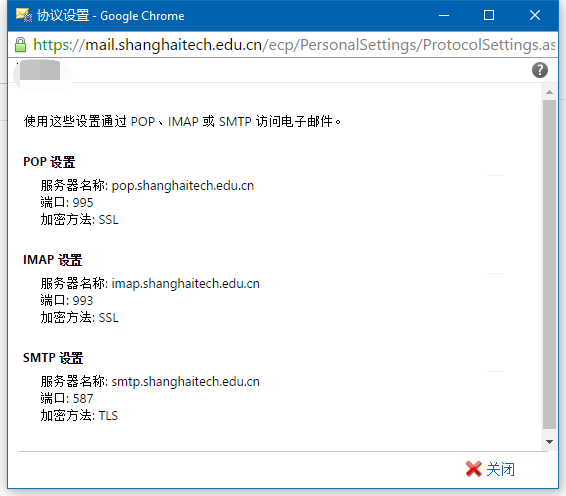 协议设置 - Google Chrome
https://mail.shanghaitech.edu.cn/ecp/PersonalSettings/ProtocolSettings.as
?
使用这些设置通过 POP、IMAP 或 SMTP 访问电子邮件。
POP 设置
服务器名称: pop.shanghaitech.edu.cn
端口: 995
加密方法: SSL
IMAP 设置
服务器名称: imap.shanghaitech.edu.cn
端口: 993
加密方法: SSL
SMTP 设置
服务器名称: smtp.shanghaitech.edu.cn
端口: 587
加密方法: TLS
关闭